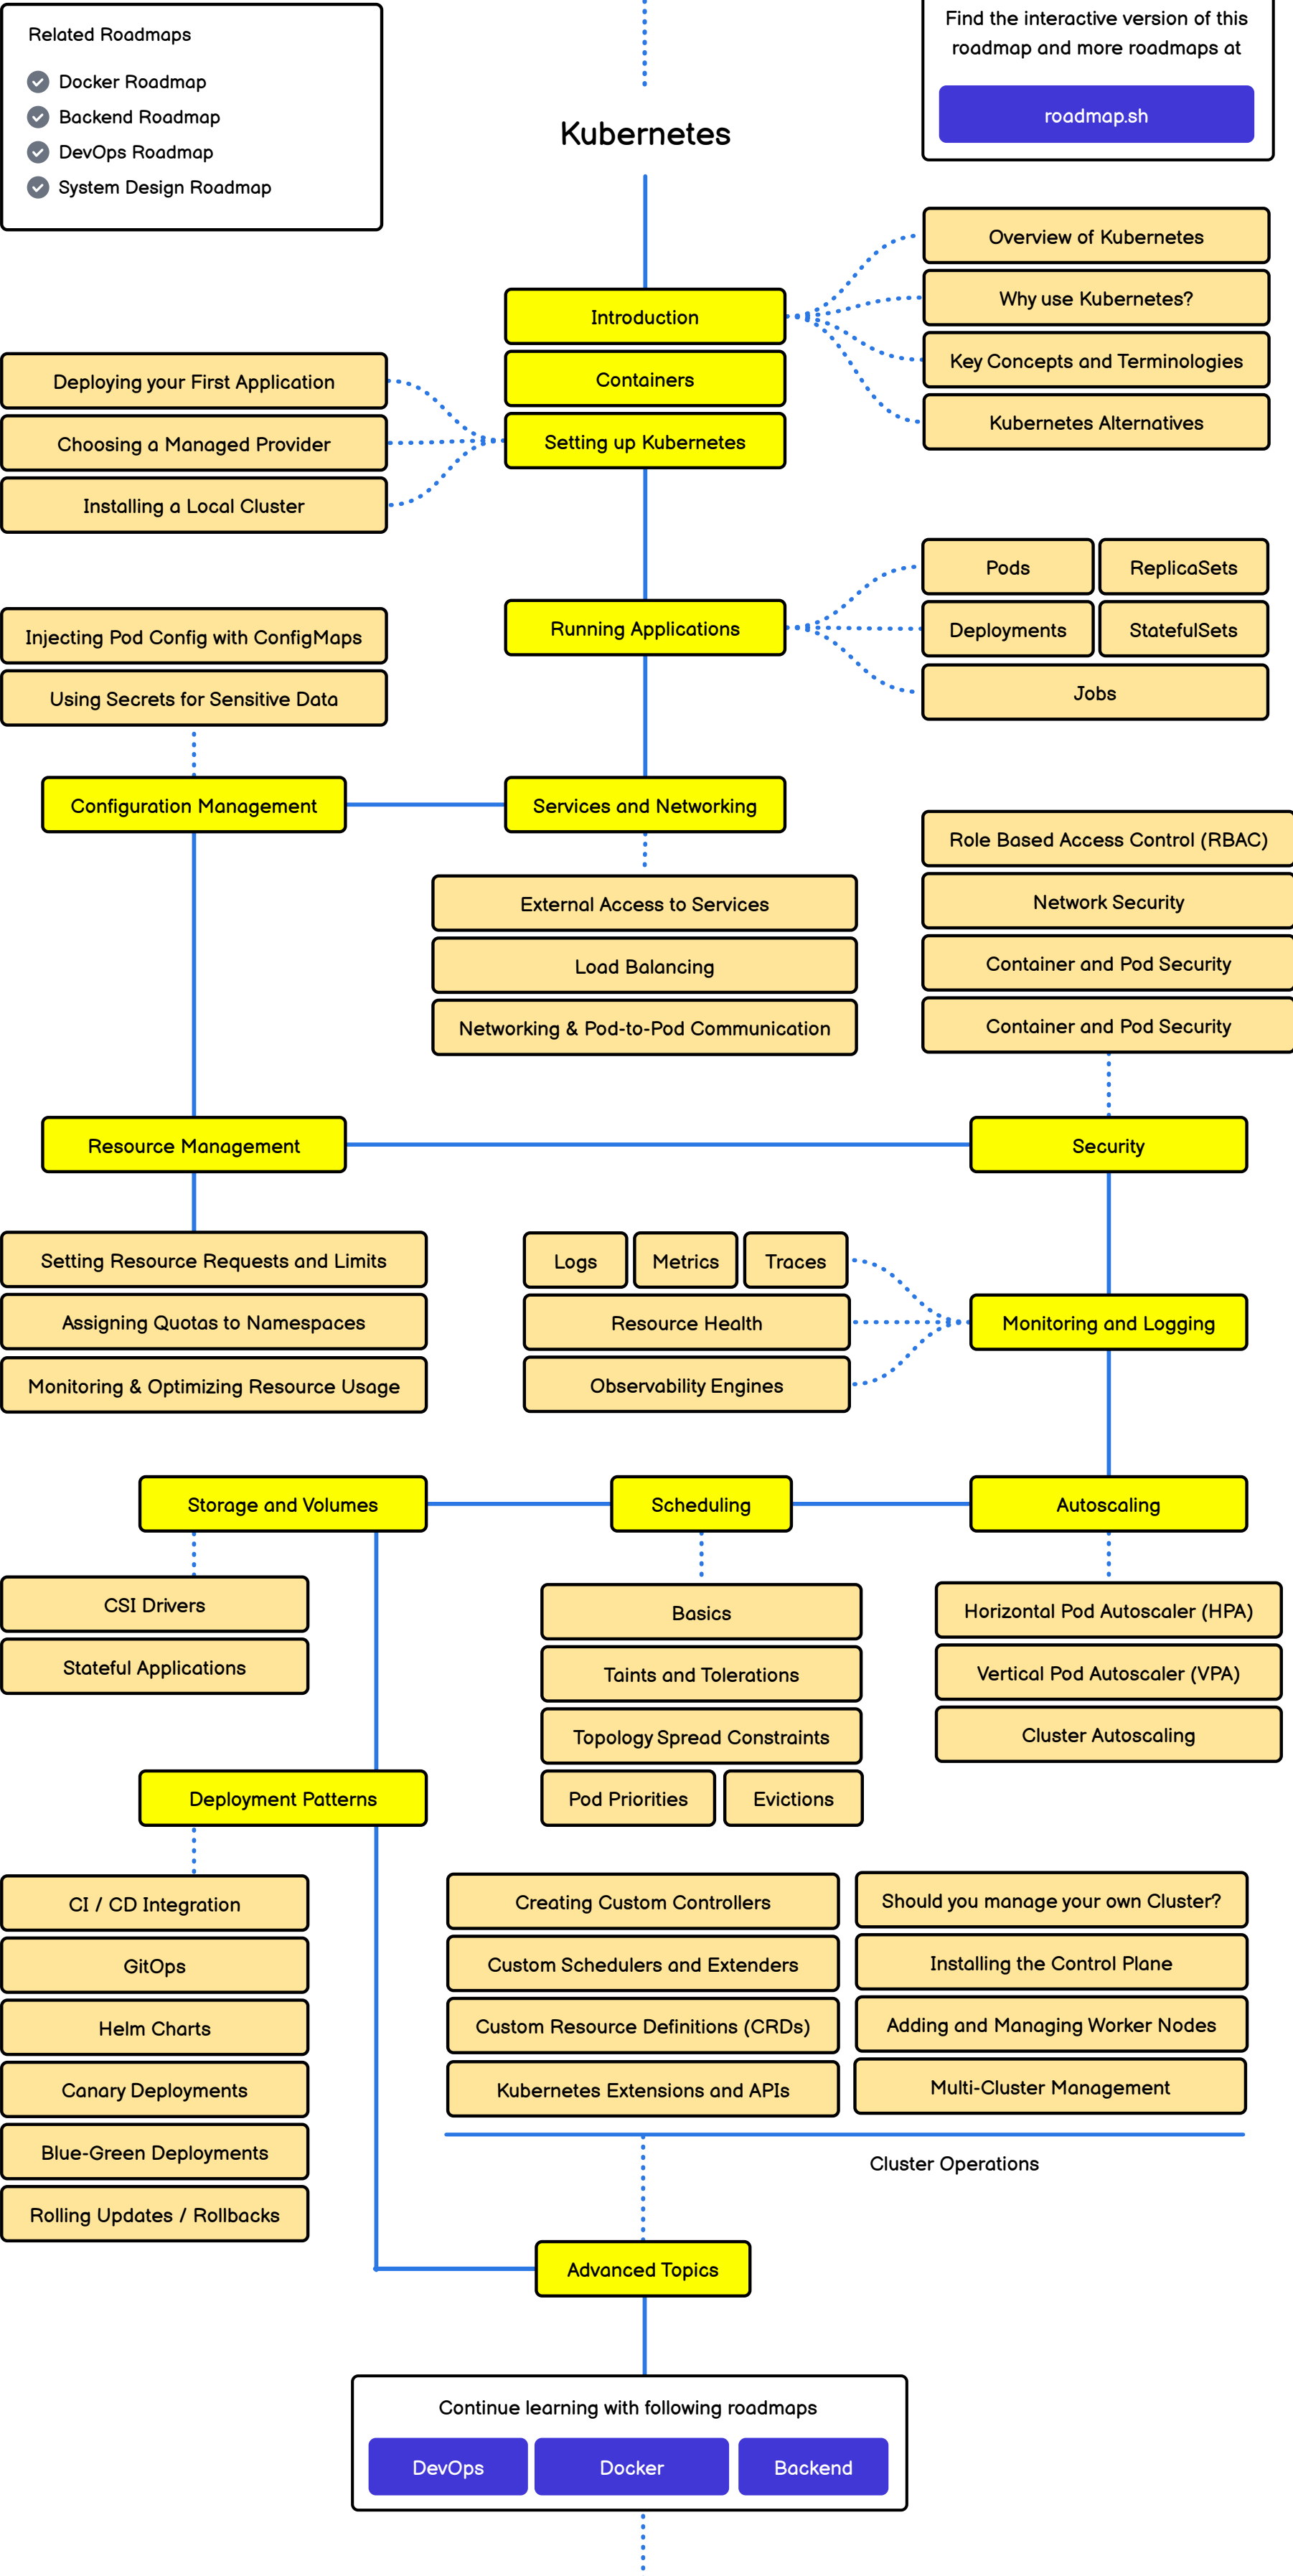 Related Roadmaps
Docker Roadmap
Backend Roadmap
DevOps Roadmap
System Design Roadmap
Find the interactive version of this
roadmap and more roadmaps at
roadmap.sh
Kubernetes
Introduction
Containers
Setting up Kubernetes
Overview of Kubernetes
Why use Kubernetes?
Key Concepts and Terminologies
Kubernetes Alternatives
Deploying your First Application
Choosing a Managed Provider
Installing a Local Cluster
Running Applications
Pods
ReplicaSets
Deployments
StatefulSets
Jobs
Injecting Pod Config with ConfigMaps
Using Secrets for Sensitive Data
Configuration Management
Services and Networking
External Access to Services
Load Balancing
Networking & Pod-to-Pod Communication
Role Based Access Control (RBAC)
Network Security
Container and Pod Security
Container and Pod Security
Resource Management
Security
Setting Resource Requests and Limits
Assigning Quotas to Namespaces
Monitoring & Optimizing Resource Usage
Logs
Metrics
Traces
Resource Health
Observability Engines
Monitoring and Logging
Storage and Volumes
Scheduling
Autoscaling
CSI Drivers
Stateful Applications
Basics
Taints and Tolerations
Topology Spread Constraints
Pod Priorities
Evictions
Horizontal Pod Autoscaler (HPA)
Vertical Pod Autoscaler (VPA)
Cluster Autoscaling
Deployment Patterns
CI / CD Integration
GitOps
Helm Charts
Canary Deployments
Blue-Green Deployments
Rolling Updates / Rollbacks
Creating Custom Controllers
Custom Schedulers and Extenders
Custom Resource Definitions (CRDs)
Kubernetes Extensions and APIs
Should you manage your own Cluster?
Installing the Control Plane
Adding and Managing Worker Nodes
Multi-Cluster Management
Cluster Operations
Advanced Topics
Continue learning with following roadmaps
DevOps
Docker
Backend